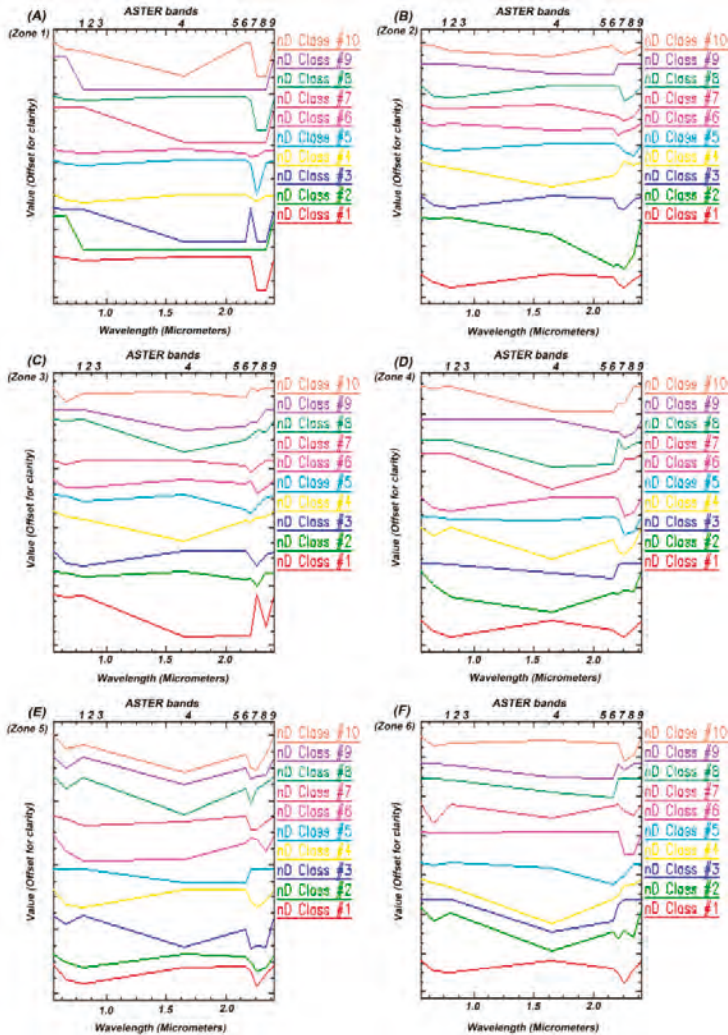 (A)
ASTER bands
(Zone 1)
1 2 3 4 5 6 7 8 9
nD Class #10
nD Class #9
nD Class #8
nD Class #7
nD Class #6
nD Class #5
nD Class #4
nD Class #3
nD Class #2
nD Class #1
Value (Offset for clarity)
1.0 1.5 2.0
Wavelength (Micrometers)
(B)
ASTER bands
(Zone 2)
1 2 3 4 5 6 7 8 9
nD Class #10
nD Class #9
nD Class #8
nD Class #7
nD Class #6
nD Class #5
nD Class #4
nD Class #3
nD Class #2
nD Class #1
Value (Offset for clarity)
1.0 1.5 2.0
Wavelength (Micrometers)
(C)
ASTER bands
(Zone 3)
1 2 3 4 5 6 7 8 9
nD Class #10
nD Class #9
nD Class #8
nD Class #7
nD Class #6
nD Class #5
nD Class #4
nD Class #3
nD Class #2
nD Class #1
Value (Offset for clarity)
1.0 1.5 2.0
Wavelength (Micrometers)
(D)
ASTER bands
(Zone 4)
1 2 3 4 5 6 7 8 9
nD Class #10
nD Class #9
nD Class #8
nD Class #7
nD Class #6
nD Class #5
nD Class #4
nD Class #3
nD Class #2
nD Class #1
Value (Offset for clarity)
1.0 1.5 2.0
Wavelength (Micrometers)
(E)
ASTER bands
(Zone 5)
1 2 3 4 5 6 7 8 9
nD Class #10
nD Class #9
nD Class #8
nD Class #7
nD Class #6
nD Class #5
nD Class #4
nD Class #3
nD Class #2
nD Class #1
Value (Offset for clarity)
1.0 1.5 2.0
Wavelength (Micrometers)
(F)
ASTER bands
(Zone 6)
1 2 3 4 5 6 7 8 9
nD Class #10
nD Class #9
nD Class #8
nD Class #7
nD Class #6
nD Class #5
nD Class #4
nD Class #3
nD Class #2
nD Class #1
Value (Offset for clarity)
1.0 1.5 2.0
Wavelength (Micrometers)